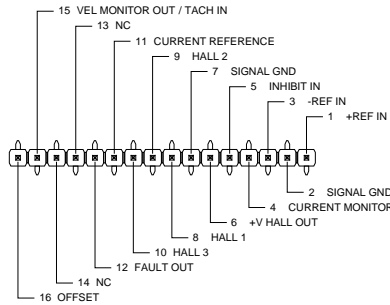 15 VEL MONITOR OUT / TACH IN
13 NC
11 CURRENT REFERENCE
9 HALL 2
7 SIGNAL GND
5 INHIBIT IN
3 -REF IN
1 +REF IN
2 SIGNAL GND
4 CURRENT MONITOR
6 +V HALL OUT
8 HALL 1
10 HALL 3
12 FAULT OUT
14 NC
16 OFFSET